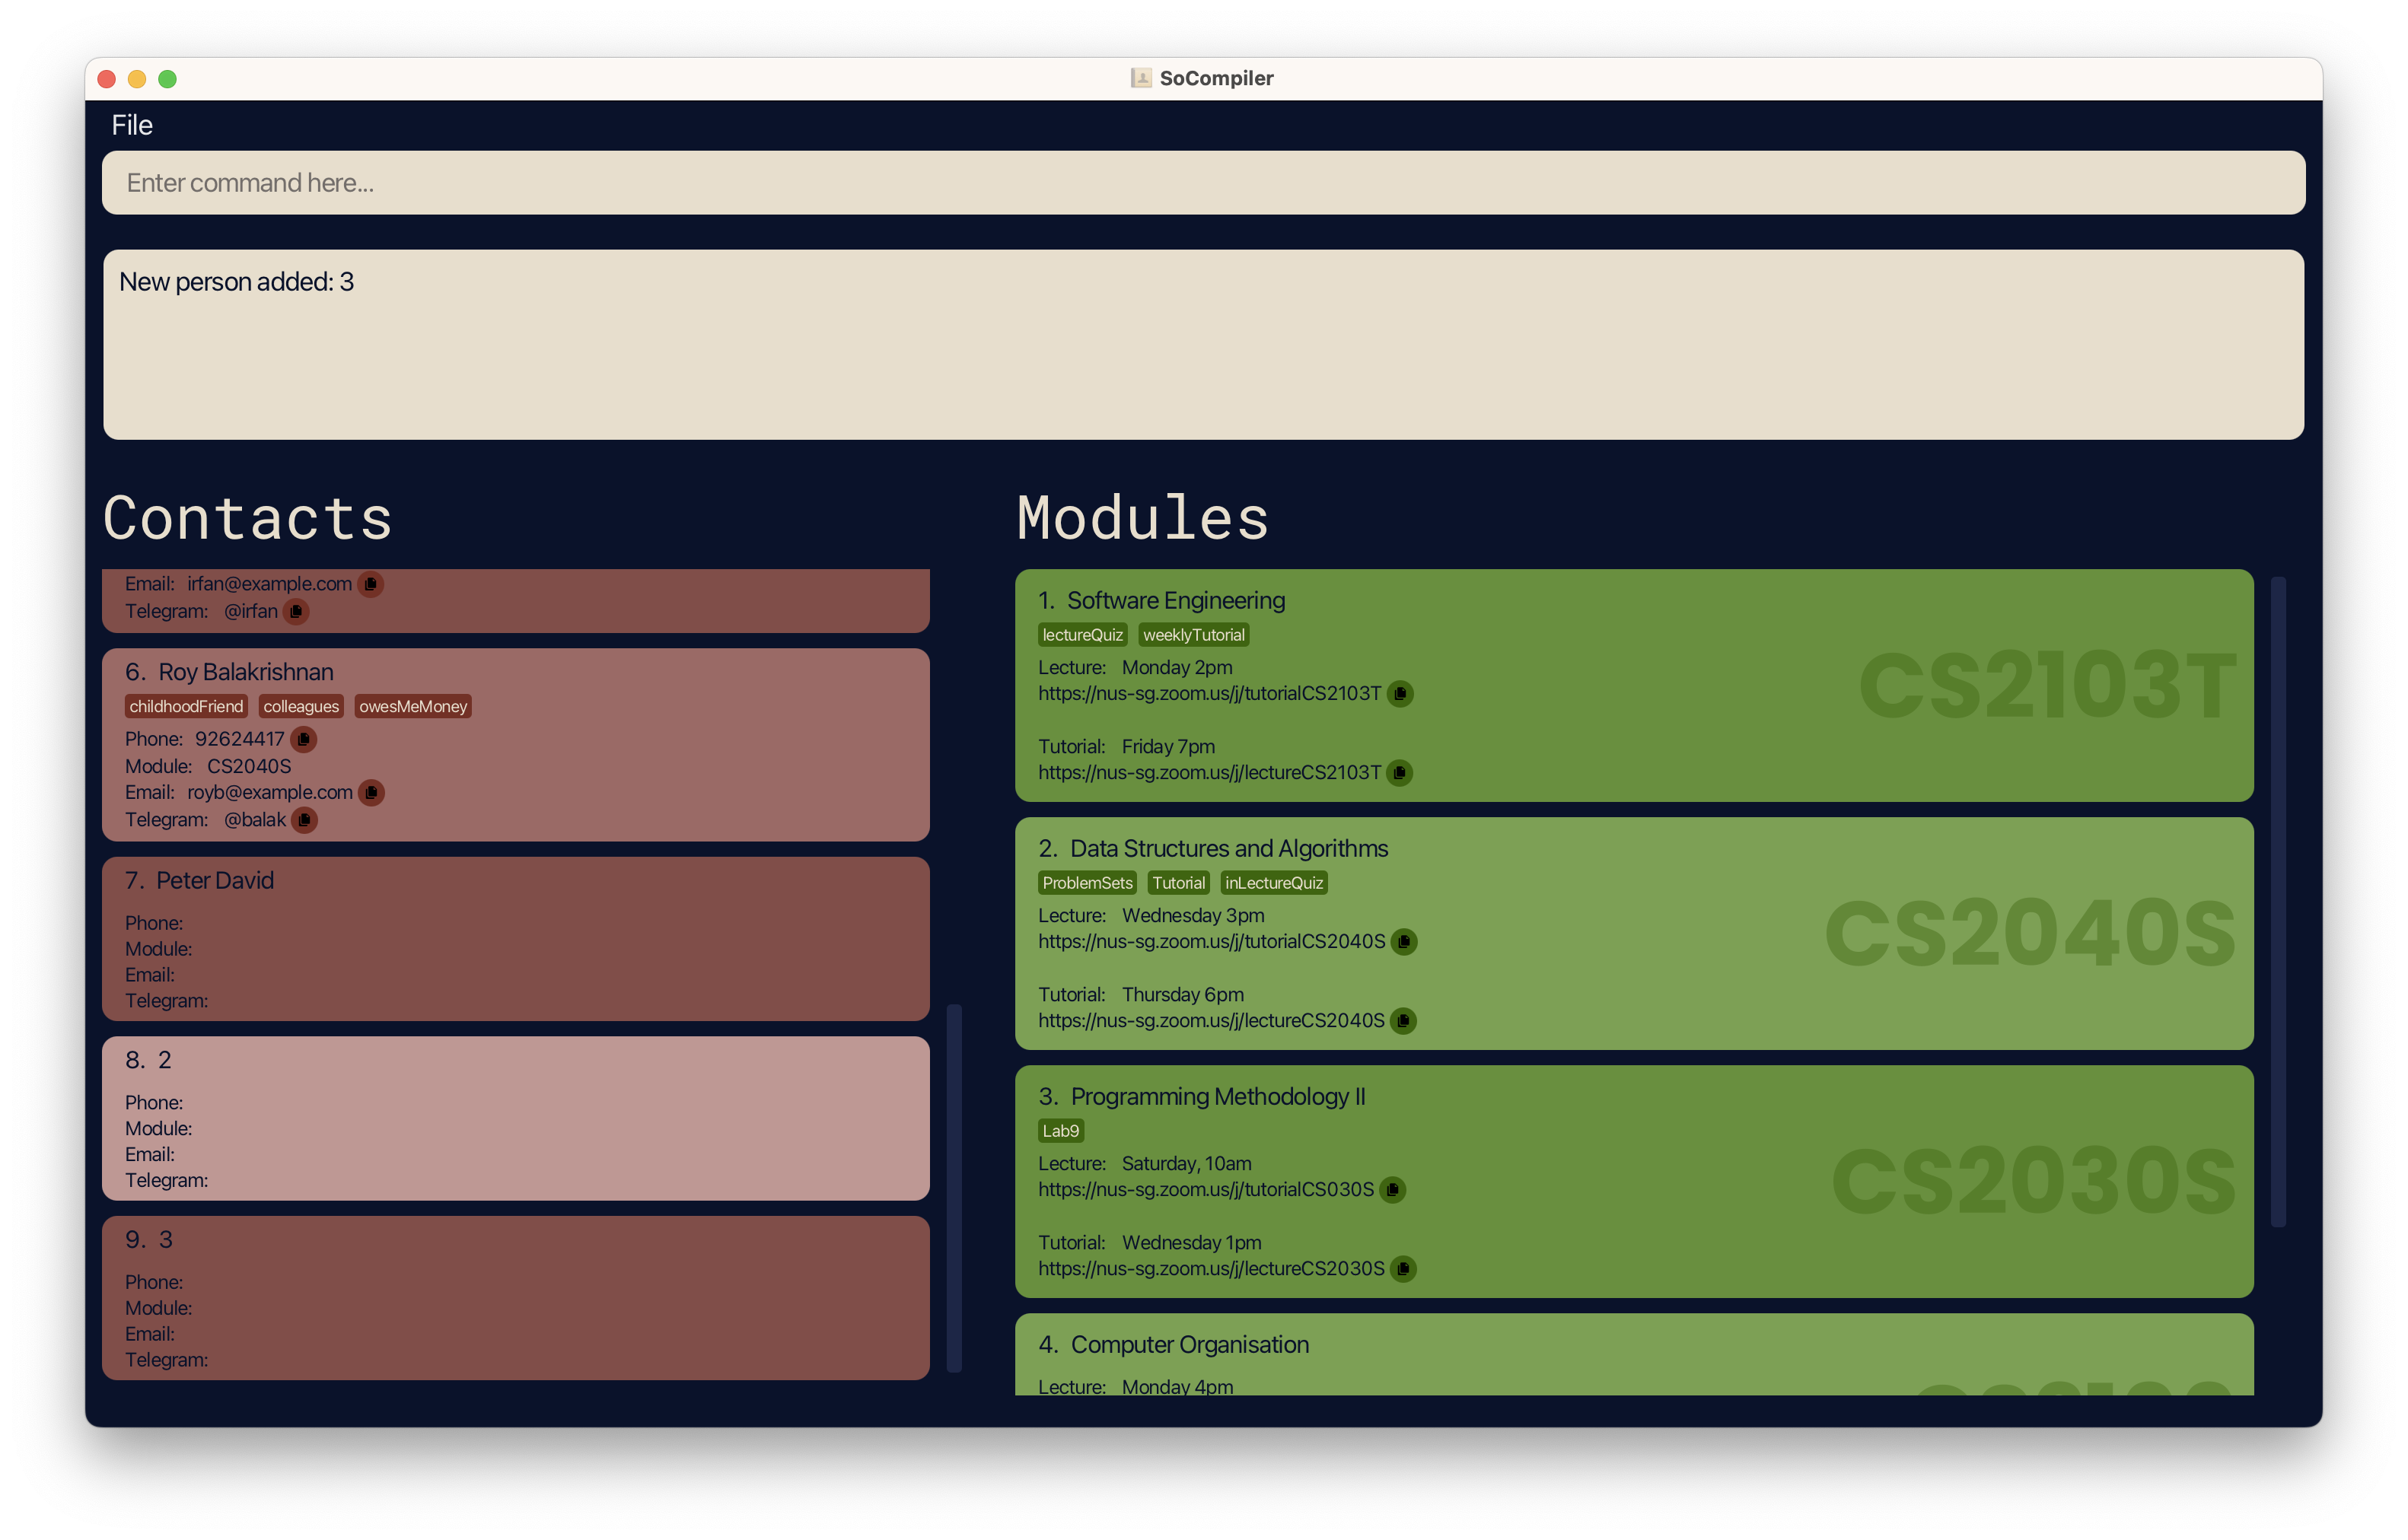 SoCompiler
File
Enter command here...
New person added: 3
Contacts
Email: irfan@example.com
Telegram: @irfan
6. Roy Balakrishnan
childhoodFriend colleagues owesMeMoney
Phone: 92624417
Module: CS2040S
Email: royb@example.com
Telegram: @balak
7. Peter David
Phone:
Module:
Email:
Telegram:
8. 2
Phone:
Module:
Email:
Telegram:
9. 3
Phone:
Module:
Email:
Telegram:
Modules
1. Software Engineering
lectureQuiz weeklyTutorial
Lecture: Monday 2pm
https://nus-sg.zoom.us/j/tutorialCS2103T
Tutorial: Friday 7pm
https://nus-sg.zoom.us/j/lectureCS2103T
CS2103T
2. Data Structures and Algorithms
ProblemSets Tutorial inLectureQuiz
Lecture: Wednesday 3pm
https://nus-sg.zoom.us/j/tutorialCS2040S
Tutorial: Thursday 6pm
https://nus-sg.zoom.us/j/lectureCS2040S
CS2040S
3. Programming Methodology II
Lab9
Lecture: Saturday, 10am
https://nus-sg.zoom.us/j/tutorialCS030S
Tutorial: Wednesday 1pm
https://nus-sg.zoom.us/j/lectureCS2030S
CS2030S
4. Computer Organisation
Lecture: Monday 4pm